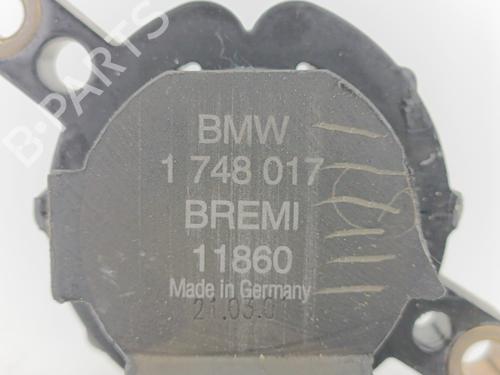 BMW
1 748 017
BREMI
11860
Made in Germany
B-PARTS